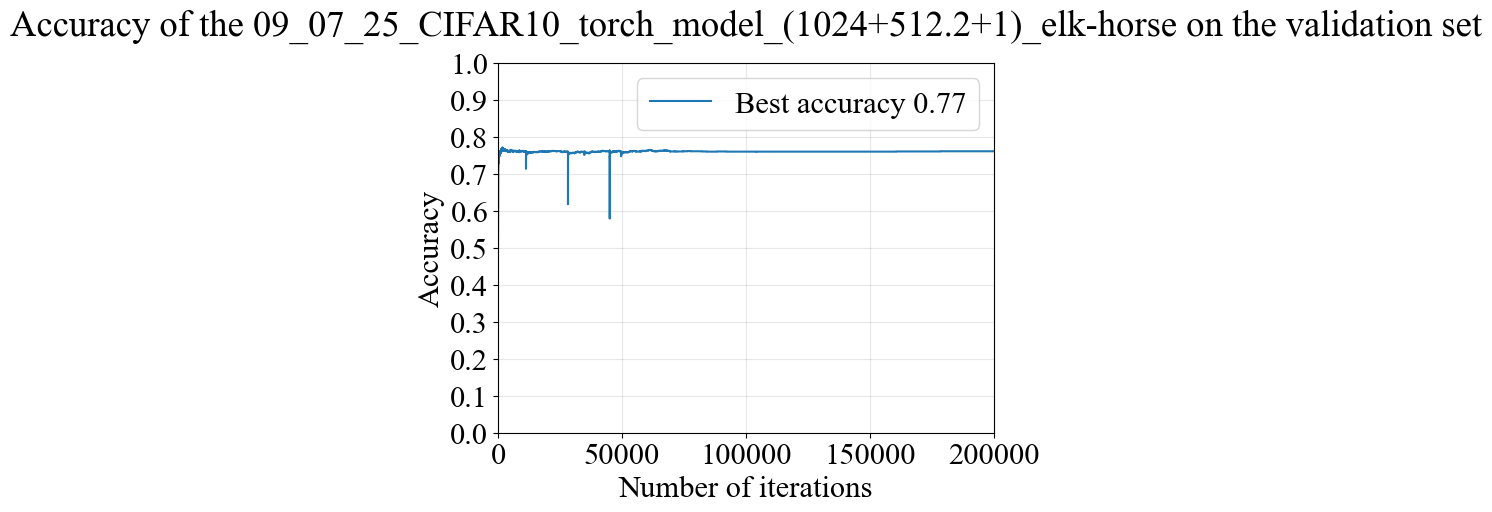 Accuracy of the 09_07_25_CIFAR10_torch_model_(1024+512.2+1)_elk-horse on the validation set
1.0
Best accuracy 0.77
0.9
0.8
0.7
0.6
0.5
0.4
0.3
0.2
0.1
0.0
Accuracy
0 50000 100000 150000 200000
Number of iterations